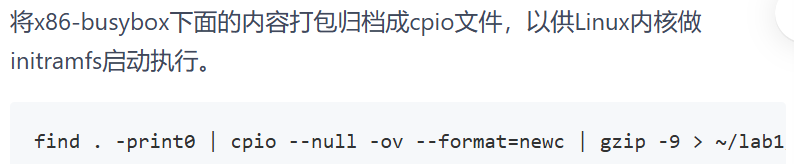 将x86-busybox下面的内容打包归档成cpio文件，以供Linux内核做
initramfs启动执行。
find . -print0 | cpio --null -ov --format=newc | gzip -9 > ~/lab1